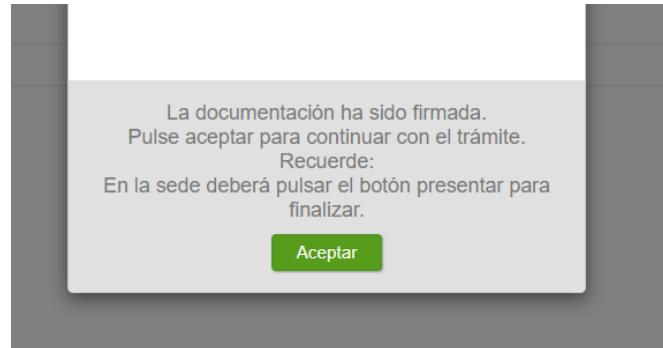 La documentación ha sido firmada.
Pulse aceptar para continuar con el trámite.
Recuerde:
En la sede deberá pulsar el botón presentar para
finalizar.
Aceptar